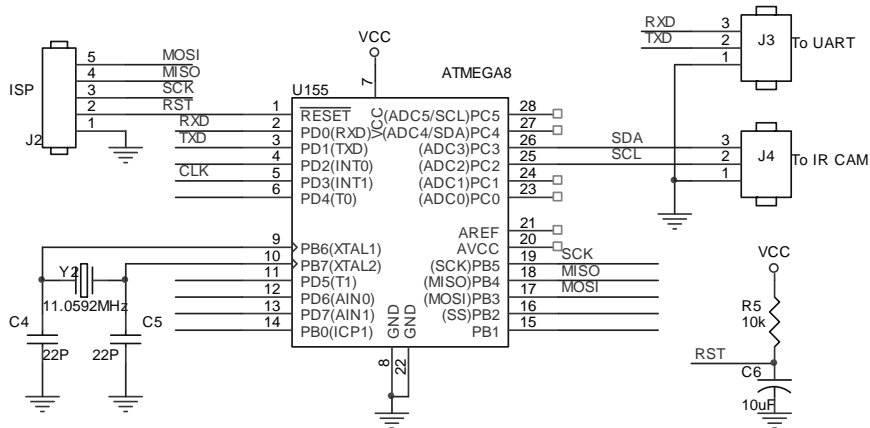 ISP
J2
5 MOSI
4 MISO
3 SCK
2 RST
1
VCC
7
U155
ATMEGA8
VCC
1 RESET
RXD 2 PD0(RXD)
TXD 3 PD1(TXD)
4 PD2(INT0)
CLK 5 PD3(INT1)
6 PD4(T0)
9 PB6(XTAL1)
10 PB7(XTAL2)
11 PD5(T1)
12 PD6(AIN0)
13 PD7(AIN1)
14 PB0(ICP1)
(ADC5/SCL)PC5 28
(ADC4/SDA)PC4 27
(ADC3)PC3 26 SDA
(ADC2)PC2 25 SCL
(ADC1)PC1 24
(ADC0)PC0 23
AREF 21
AVCC 20
(SCK)PB5 19 SCK
(MISO)PB4 18 MISO
(MOSI)PB3 17 MOSI
(SS)PB2 16
PB1 15
GND
GND
8
22
Y2
11.0592MHz
C4
22P
C5
22P
RXD 3
TXD 2
1
J3
To UART
3
2
1
J4
To IR CAM
VCC
R5
10k
RST
C6
10uF